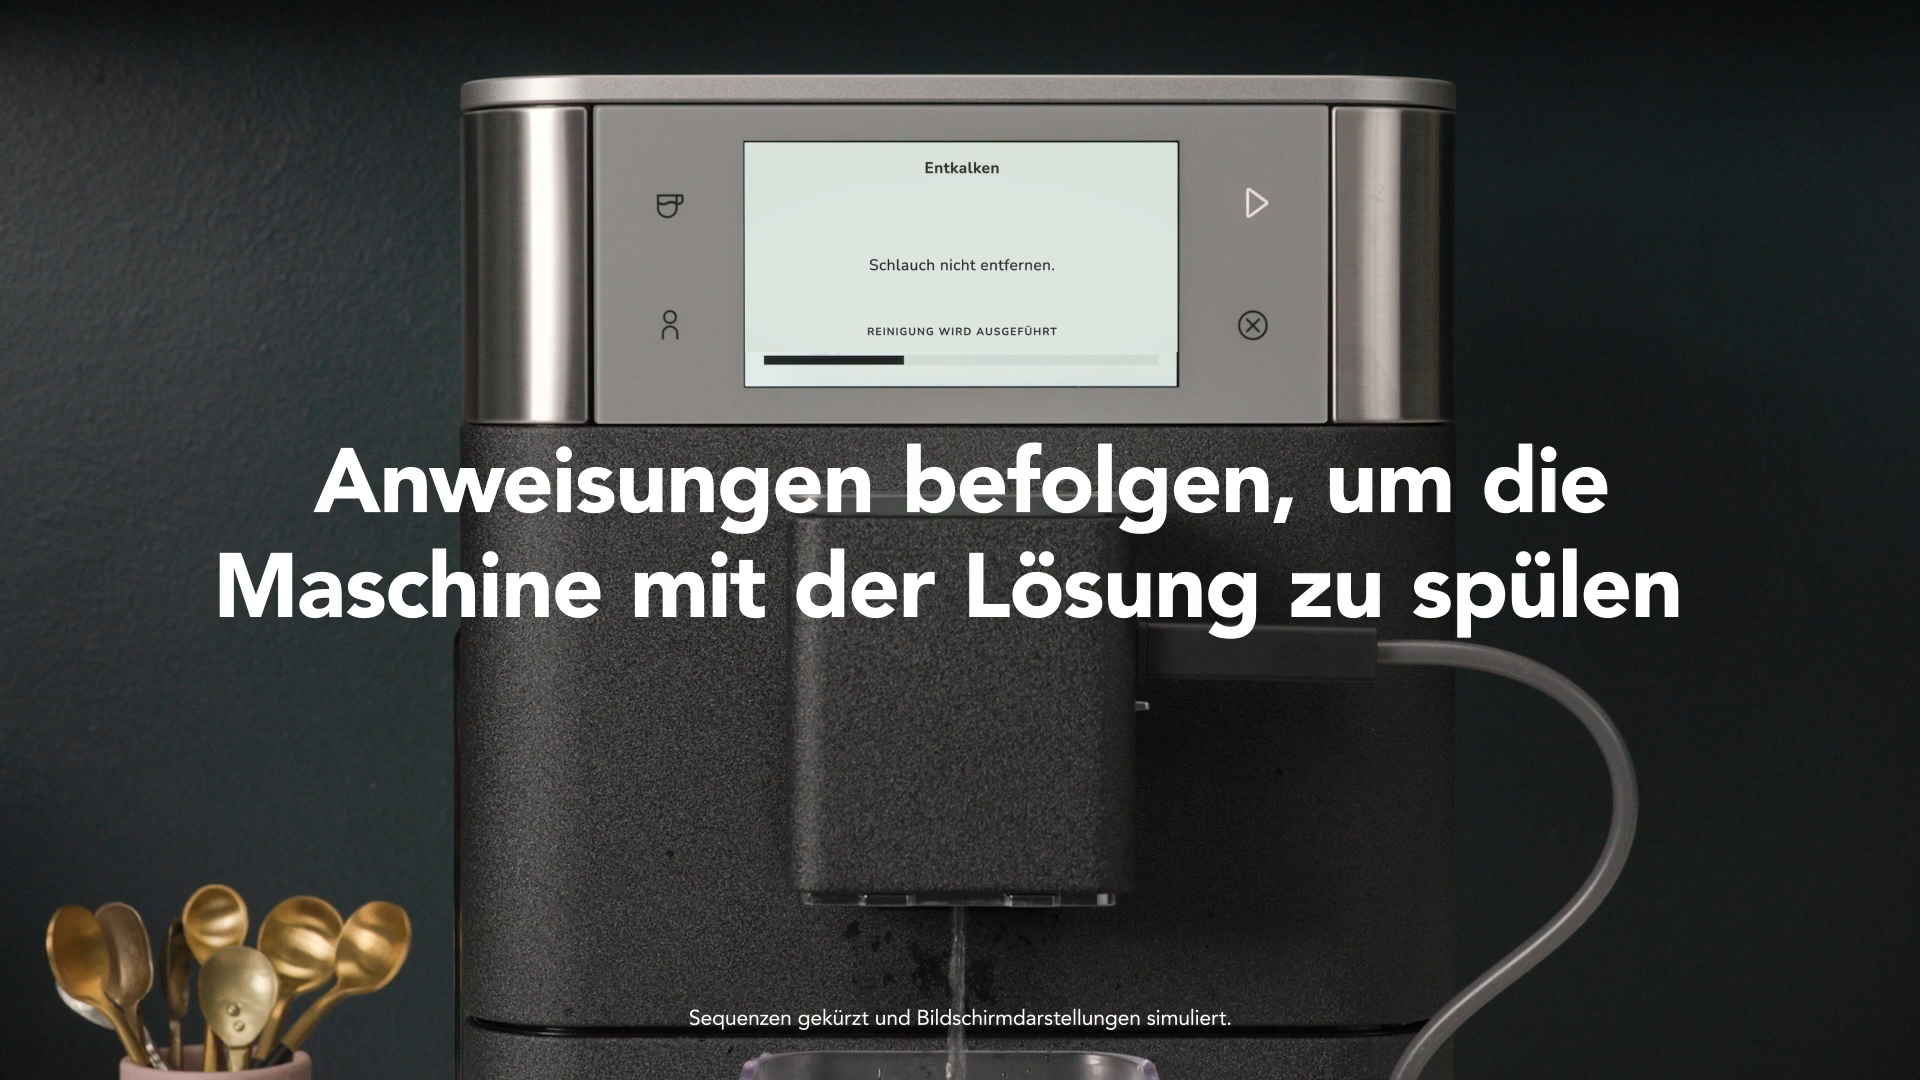 Entkalken
Schlauch nicht entfernen.
REINIGUNG WIRD AUSGEFÜHRT
Anweisungen befolgen, um die
Maschine mit der Lösung zu spülen
Sequenzen gekürzt und Bildschirmdarstellungen simuliert.